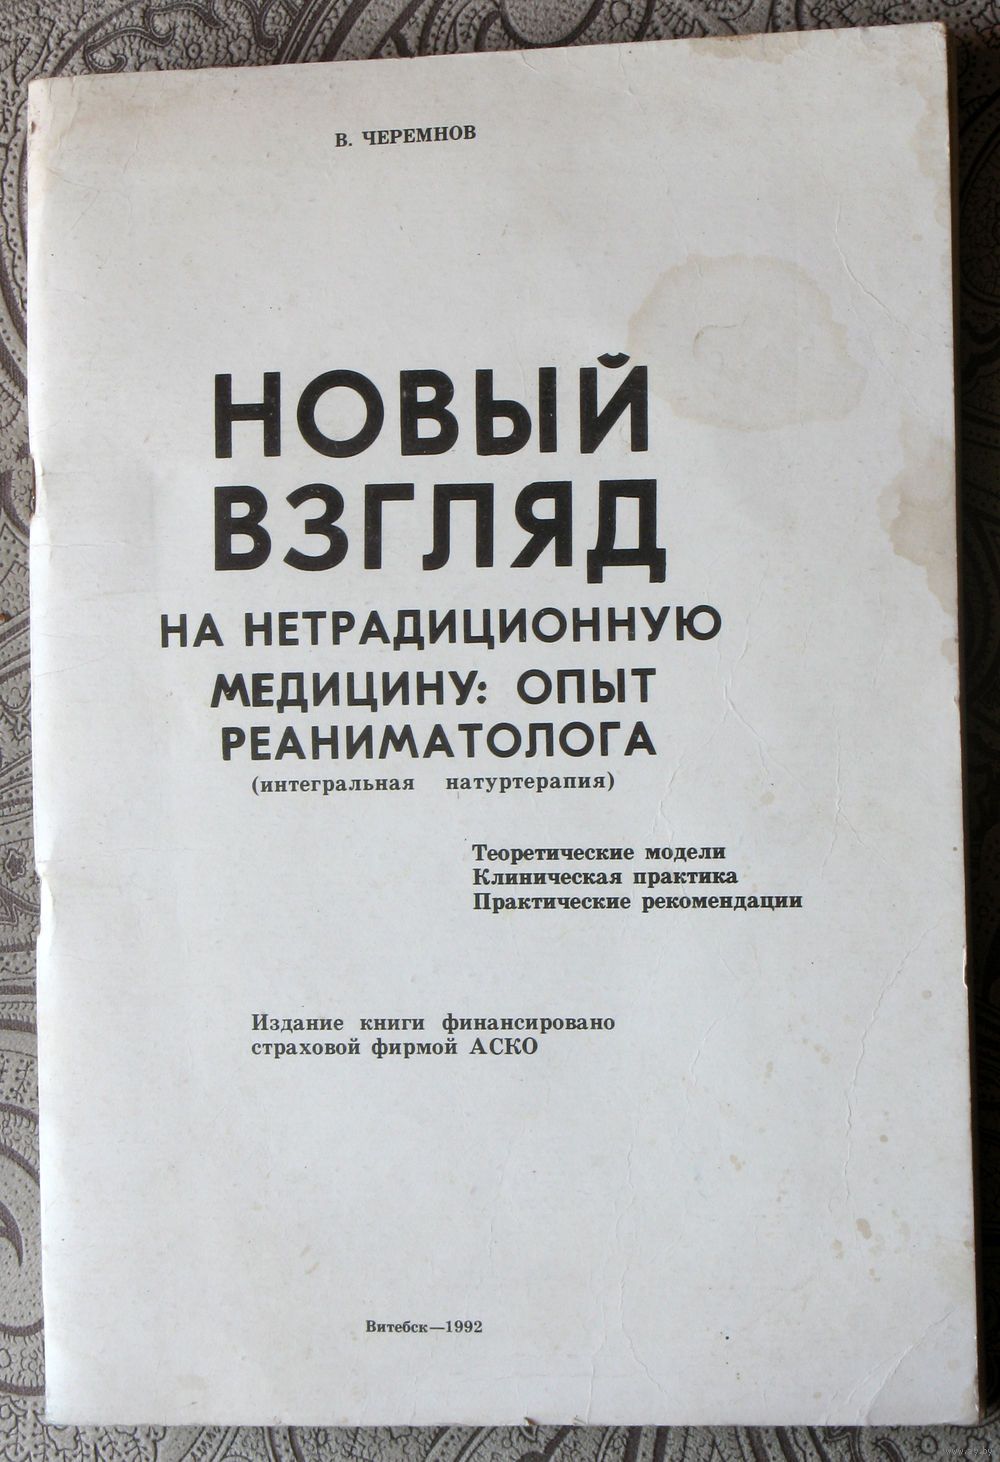 В. ЧЕРЕМНОВ
НОВЫЙ
ВЗГЛЯД
НА НЕТРАДИЦИОННУЮ
МЕДИЦИНУ: ОПЫТ
РЕАНИМАТОЛОГА
(интегральная натуртерапия)
Теоретические модели
Клиническая практика
Практические рекомендации
Издание книги финансировано
страховой фирмой АСКО
Витебск—1992